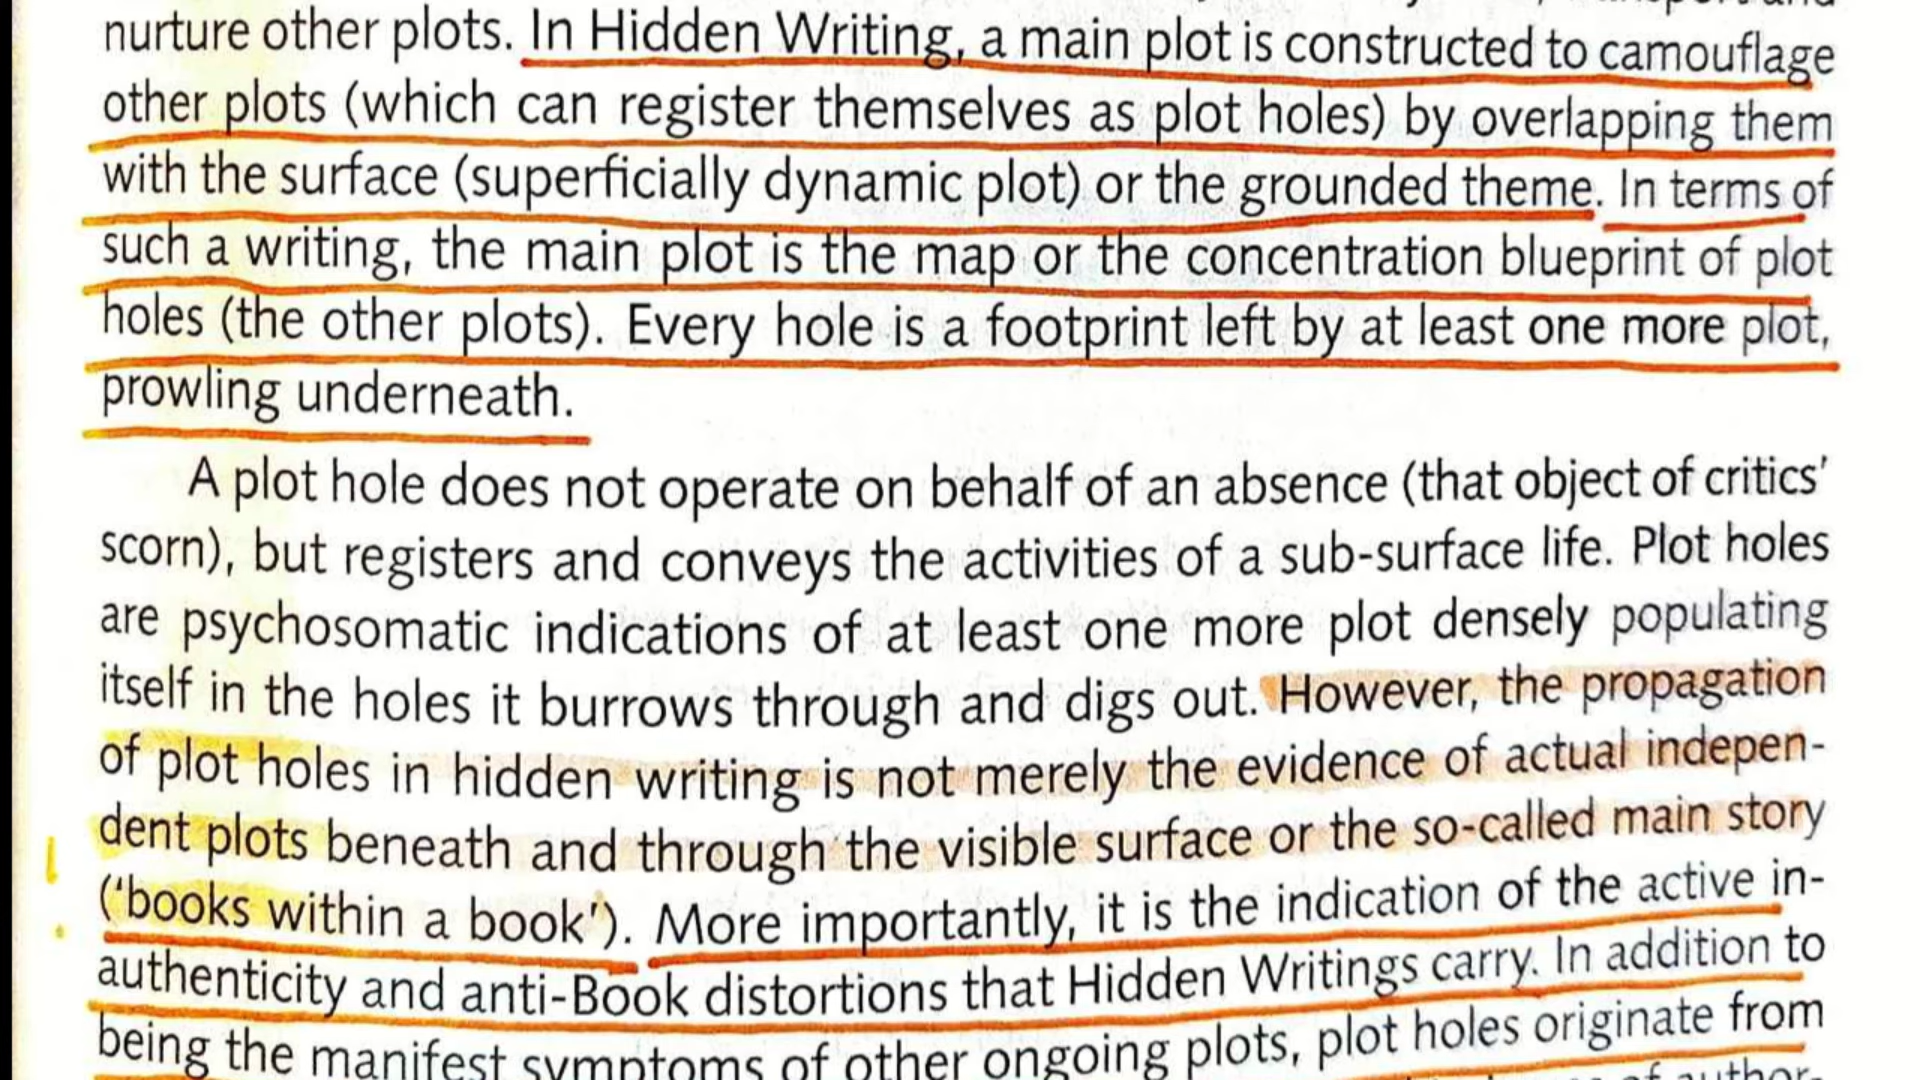 nurture other plots. In Hidden Writing, a main plot is constructed to camouflage
other plots (which can register themselves as plot holes) by overlapping them
with the surface (superficially dynamic plot) or the grounded theme. In terms of
such a writing, the main plot is the map or the concentration blueprint of plot
holes (the other plots). Every hole is a footprint left by at least one more plot,
prowling underneath.
A plot hole does not operate on behalf of an absence (that object of critics'
scorn), but registers and conveys the activities of a sub-surface life. Plot holes
are psychosomatic indications of at least one more plot densely populating
itself in the holes it burrows through and digs out. However, the propagation
of plot holes in hidden writing is not merely the evidence of actual indepen-
dent plots beneath and through the visible surface or the so-called main story
('books within a book'). More importantly, it is the indication of the active in-
authenticity and anti-Book distortions that Hidden Writings carry. In addition to
being the manifest symptoms of other ongoing plots, plot holes originate from
of author-